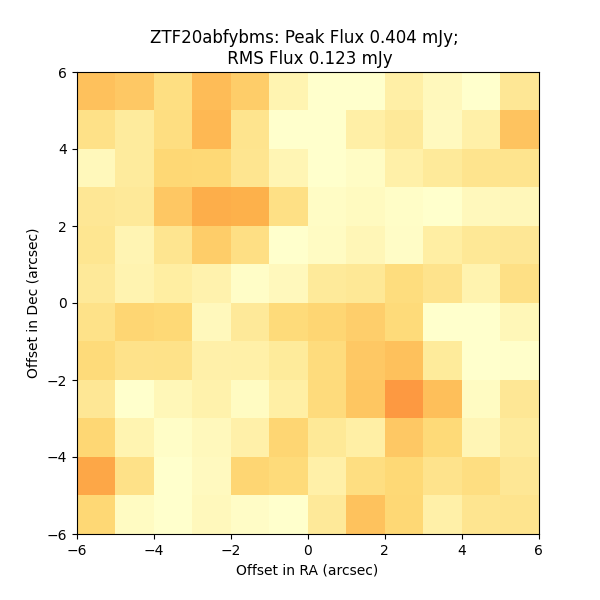 ZTF20abfybms: Peak Flux 0.404 mJy;
RMS Flux 0.123 mJy
6
4
2
0
−2
−4
−6
Offset in Dec (arcsec)
−6 −4 −2 0 2 4 6
Offset in RA (arcsec)